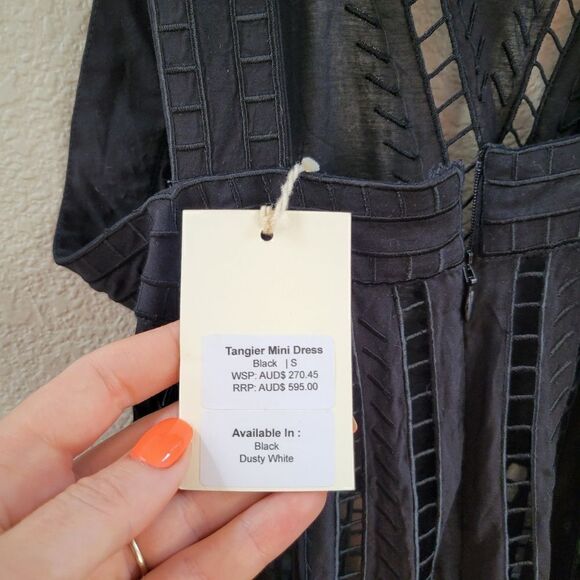 Tangier Mini Dress
Black | S
WSP: AUD$ 270.45
RRP: AUD$ 595.00
Available In :
Black
Dusty White